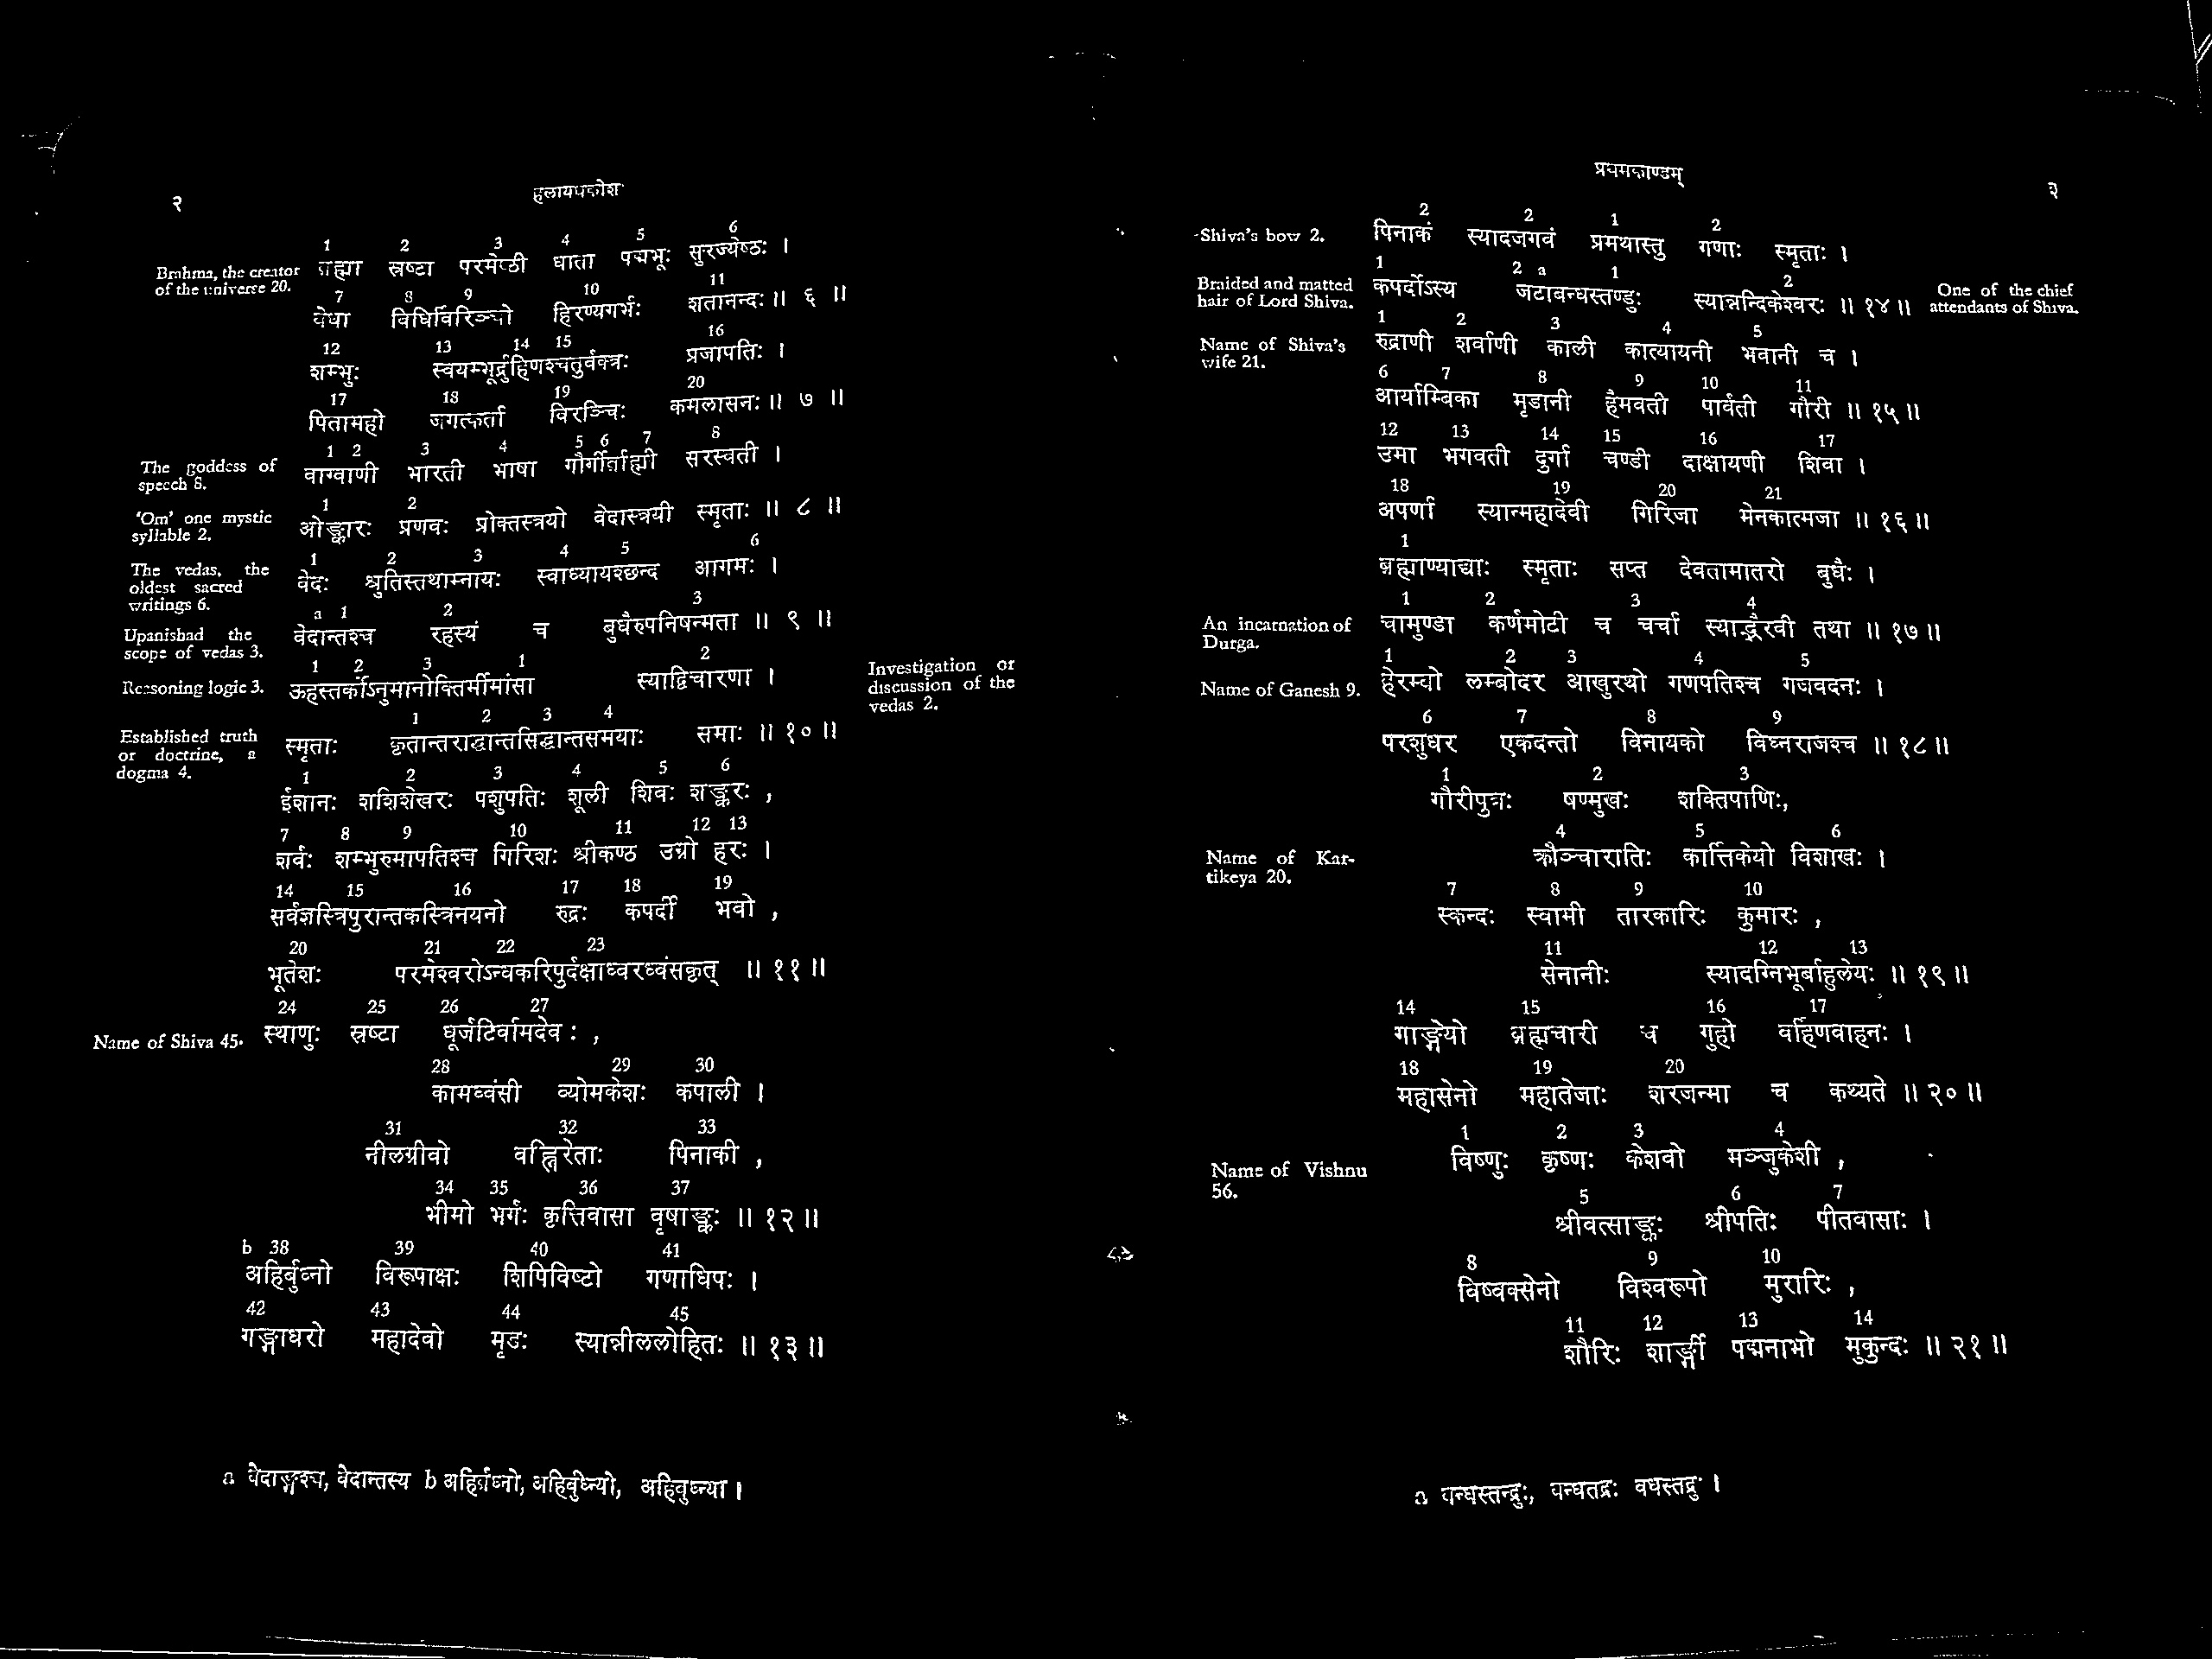 २
हलायुधकोशः
1 2 3 4 5 6
Brahma, the creator of the universe 20.
ब्रह्मा स्रष्टा परमेष्ठी धाता पद्मभूः सुरज्येष्ठः ।
7 8 9 10 11
वेधा विधिर्विरिञ्चो हिरण्यगर्भः शतानन्दः ॥ ६ ॥
12 13 14 15 16
शम्भुः स्वयम्भूर्द्रुहिणश्चतुर्वक्त्रः प्रजापतिः ।
17 18 19 20
पितामहो जगत्कर्ता विरञ्चिः कमलासनः ॥ ७ ॥
1 2 3 4 5 6 7 8
The goddess of speech 8.
वाग्वाणी भारती भाषा गौर्गीर्ब्राह्मी सरस्वती ।
1 2
'Om' one mystic syllable 2.
ओङ्कारः प्रणवः प्रोक्तस्त्रयो वेदास्त्रयी स्मृताः ॥ ८ ॥
1 2 3 4 5 6
The vedas, the oldest sacred writings 6.
वेदः श्रुतिस्तथाम्नायः स्वाध्यायश्छन्द आगमः ।
a 1 2 3
Upanishad the scope of vedas 3.
वेदान्तश्च रहस्यं च बुधैरुपनिषन्मता ॥ ९ ॥
1 2 3 1 2
Reasoning logic 3.
ऊहस्तर्कोऽनुमानोक्तिर्मीमांसा स्याद्विचारणा ।
Investigation or discussion of the vedas 2.
1 2 3 4
Established truth or doctrine, a dogma 4.
स्मृताः कृतान्तराद्धान्तसिद्धान्तसमयाः समाः ॥ १० ॥
1 2 3 4 5 6
ईशानः शशिशेखरः पशुपतिः शूली शिवः शङ्करः ,
7 8 9 10 11 12 13
शर्वः शम्भुरुमापतिश्च गिरिशः श्रीकण्ठ उग्रो हरः ।
14 15 16 17 18 19
सर्वज्ञस्त्रिपुरान्तकस्त्रिनयनो रुद्रः कपर्दी भवो ,
20 21 22 23
भूतेशः परमेश्वरोऽन्धकरिपुर्दक्षाध्वरध्वंसकृत् ॥ ११ ॥
24 25 26 27
Name of Shiva 45.
स्थाणुः स्रष्टा धूर्जटिर्वामदेवः ,
28 29 30
कामध्वंसी व्योमकेशः कपाली ।
31 32 33
नीलग्रीवो वह्निरेताः पिनाकी ,
34 35 36 37
भीमो भर्गः कृत्तिवासा वृषाङ्कः ॥ १२ ॥
b 38 39 40 41
अहिर्बुध्नो विरूपाक्षः शिपिविष्टो गणाधिपः ।
42 43 44 45
गङ्गाधरो महादेवो मृडः स्यान्नीललोहितः ॥ १३ ॥
a वेदाङ्गश्च, वेदान्तस्य b अहिर्व्रध्नो, अहिर्बुध्न्यो, अहिबुध्न्या ।
प्रथमकाण्डम्
३
2 2 1 2
Shiva's bow 2.
पिनाकं स्यादजगवं प्रमथास्तु गणाः स्मृताः ।
1 2 a 1 2
Braided and matted hair of Lord Shiva.
कपर्दोऽस्य जटाबन्धस्तण्डुः स्यान्नन्दिकेश्वरः ॥ १४ ॥
One of the chief attendants of Shiva.
1 2 3 4 5
Name of Shiva's wife 21.
रुद्राणी शर्वाणी काली कात्यायनी भवानी च ।
6 7 8 9 10 11
आर्याम्बिका मृडानी हैमवती पार्वती गौरी ॥ १५ ॥
12 13 14 15 16 17
उमा भगवती दुर्गा चण्डी दाक्षायणी शिवा ।
18 19 20 21
अपर्णा स्यान्महादेवी गिरिजा मेनकात्मजा ॥ १६ ॥
1
ब्रह्माण्याद्याः स्मृताः सप्त देवतामातरो बुधैः ।
1 2 3 4
An incarnation of Durga.
चामुण्डा कर्णमोटी च चर्चा स्याद्भैरवी तथा ॥ १७ ॥
1 2 3 4 5
Name of Ganesh 9.
हेरम्बो लम्बोदर आखुरथो गणपतिश्च गजवदनः ।
6 7 8 9
परशुधर एकदन्तो विनायको विघ्नराजश्च ॥ १८ ॥
1 2 3
गौरीपुत्रः षण्मुखः शक्तिपाणिः,
4 5 6
Name of Kar-tikeya 20.
क्रौञ्चारातिः कार्त्तिकेयो विशाखः ।
7 8 9 10
स्कन्दः स्वामी तारकारिः कुमारः ,
11 12 13
सेनानीः स्यादग्निभूर्बाहुलेयः ॥ १९ ॥
14 15 16 17
गाङ्गेयो ब्रह्मचारी च गुहो बर्हिणवाहनः ।
18 19 20
महासेनो महातेजाः शरजन्मा च कथ्यते ॥ २० ॥
1 2 3 4
Name of Vishnu 56.
विष्णुः कृष्णः केशवो मञ्जुकेशी ,
5 6 7
श्रीवत्साङ्कः श्रीपतिः पीतवासाः ।
8 9 10
विष्वक्सेनो विश्वरूपो मुरारिः ,
11 12 13 14
शौरिः शार्ङ्गी पद्मनाभो मुकुन्दः ॥ २१ ॥
a बन्धस्तन्द्रुः, बन्धतद्रः वधस्तद्रु ।